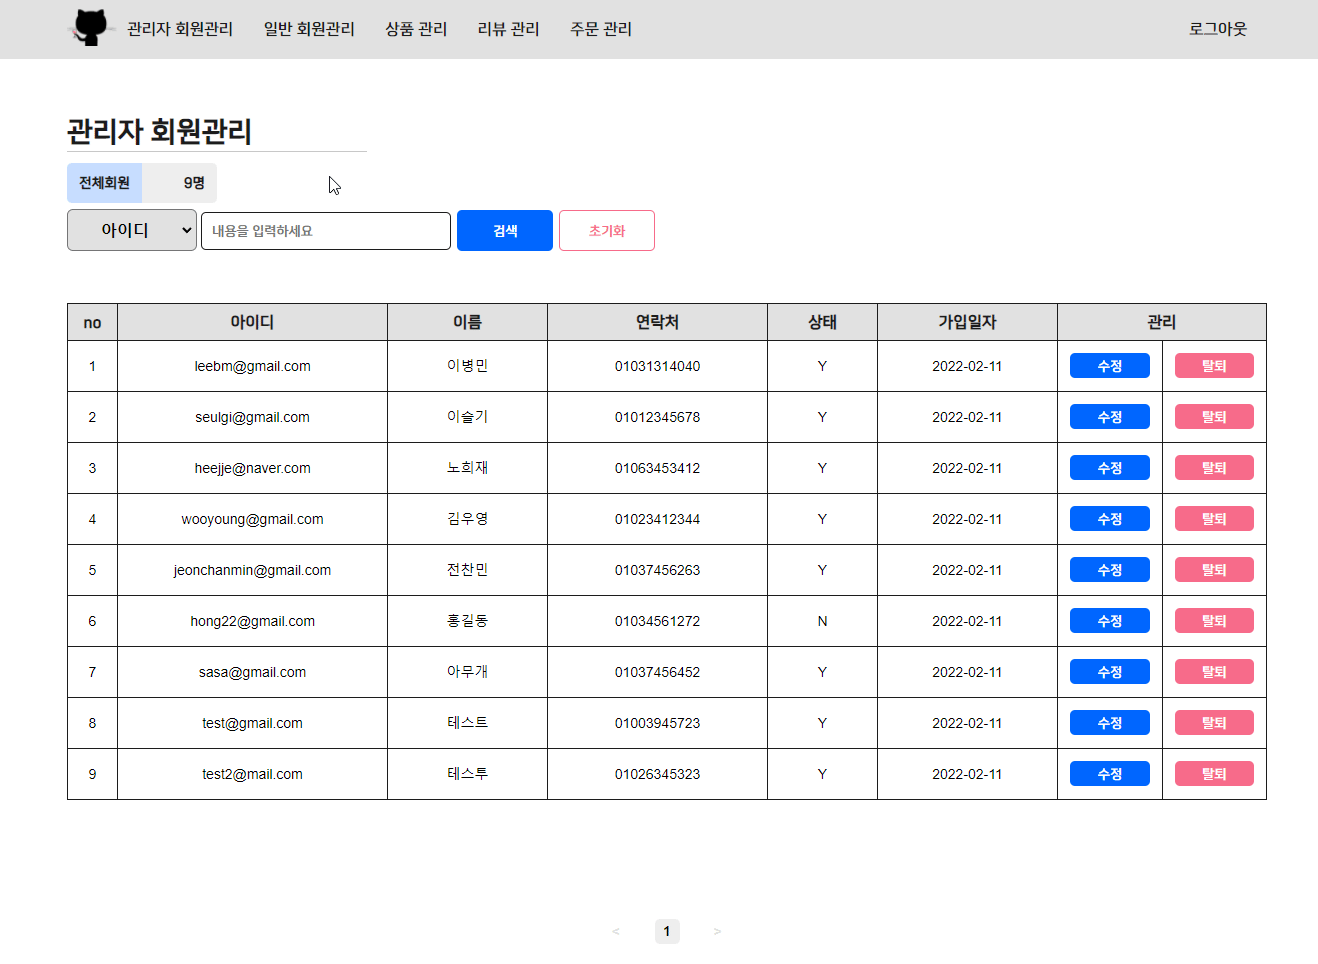 관리자 회원관리 일반 회원관리 상품 관리 리뷰 관리 주문 관리 로그아웃
관리자 회원관리
전체회원 9명
아이디 내용을 입력하세요 검색 초기화
no 아이디 이름 연락처 상태 가입일자 관리
1 leebm@gmail.com 이병민 01031314040 Y 2022-02-11 수정 탈퇴
2 seulgi@gmail.com 이슬기 01012345678 Y 2022-02-11 수정 탈퇴
3 heejje@naver.com 노희재 01063453412 Y 2022-02-11 수정 탈퇴
4 wooyoung@gmail.com 김우영 01023412344 Y 2022-02-11 수정 탈퇴
5 jeonchanmin@gmail.com 전찬민 01037456263 Y 2022-02-11 수정 탈퇴
6 hong22@gmail.com 홍길동 01034561272 N 2022-02-11 수정 탈퇴
7 sasa@gmail.com 아무개 01037456452 Y 2022-02-11 수정 탈퇴
8 test@gmail.com 테스트 01003945723 Y 2022-02-11 수정 탈퇴
9 test2@mail.com 테스투 01026345323 Y 2022-02-11 수정 탈퇴
< 1 >